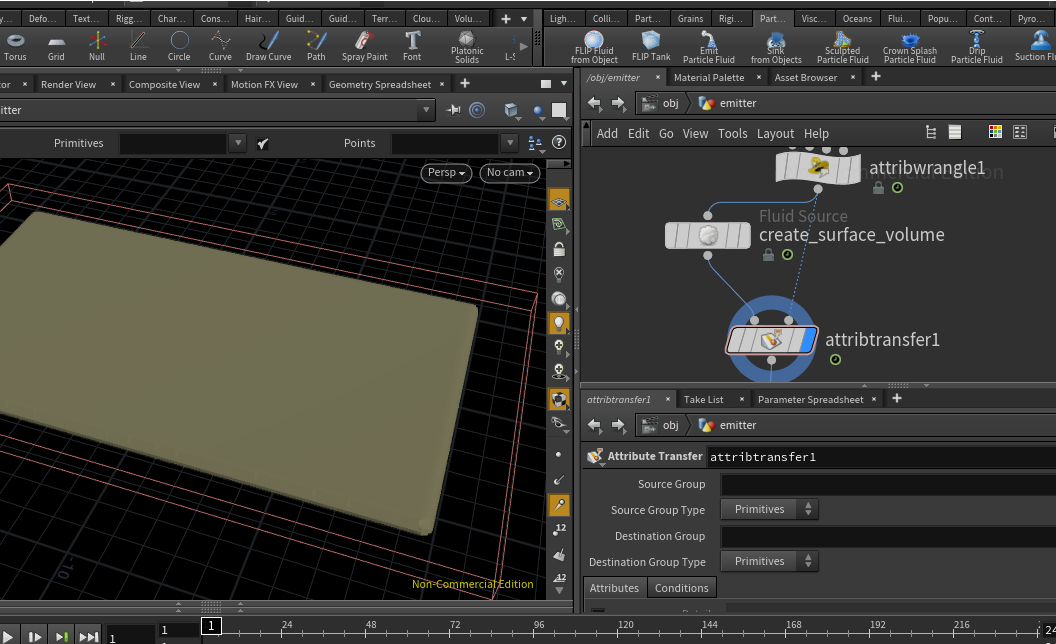 Defo... Text... Rigg... Char... Cons... Hair... Guid... Guid... Terr... Clou... Volu...
Ligh... Colli... Part... Grains Rigi... Part... Visc... Oceans Flui... Popu... Cont... Pyro...
Torus Grid Null Line Circle Curve Draw Curve Path Spray Paint Font Platonic Solids L-S
FLIP Fluid from Object FLIP Tank Emit Particle Fluid Sink from Objects Sculpted Particle Fluid Crown Splash Particle Fluid Drip Particle Fluid Suction Flui
tor Render View Composite View Motion FX View Geometry Spreadsheet
/obj/emitter Material Palette Asset Browser
itter
obj emitter
Primitives Points
Add Edit Go View Tools Layout Help
Persp No cam
attribwrangle1
Fluid Source
create_surface_volume
attribtransfer1
12
12
10
Non-Commercial Edition
attribtransfer1 Take List Parameter Spreadsheet
obj emitter
Attribute Transfer attribtransfer1
Source Group
Source Group Type Primitives
Destination Group
Destination Group Type Primitives
Attributes Conditions
1 1 1 24 48 72 96 120 144 168 192 216 24